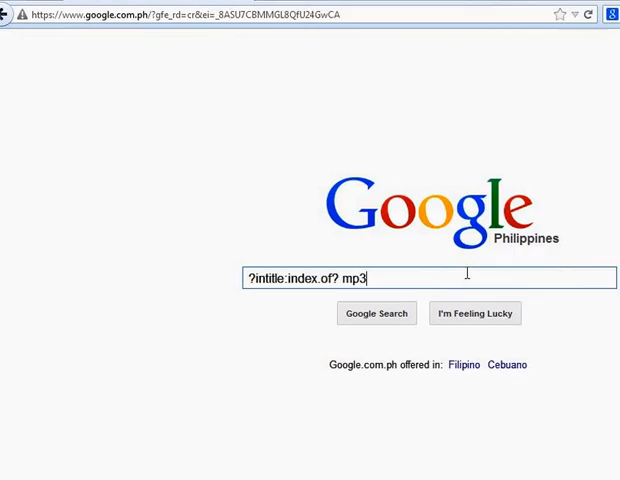 https://www.google.com.ph/?gfe_rd=cr&ei=_8ASU7CBMMGL8QfU24GwCA
Google
Philippines
?intitle:index.of? mp3
Google Search
I'm Feeling Lucky
Google.com.ph offered in: Filipino Cebuano